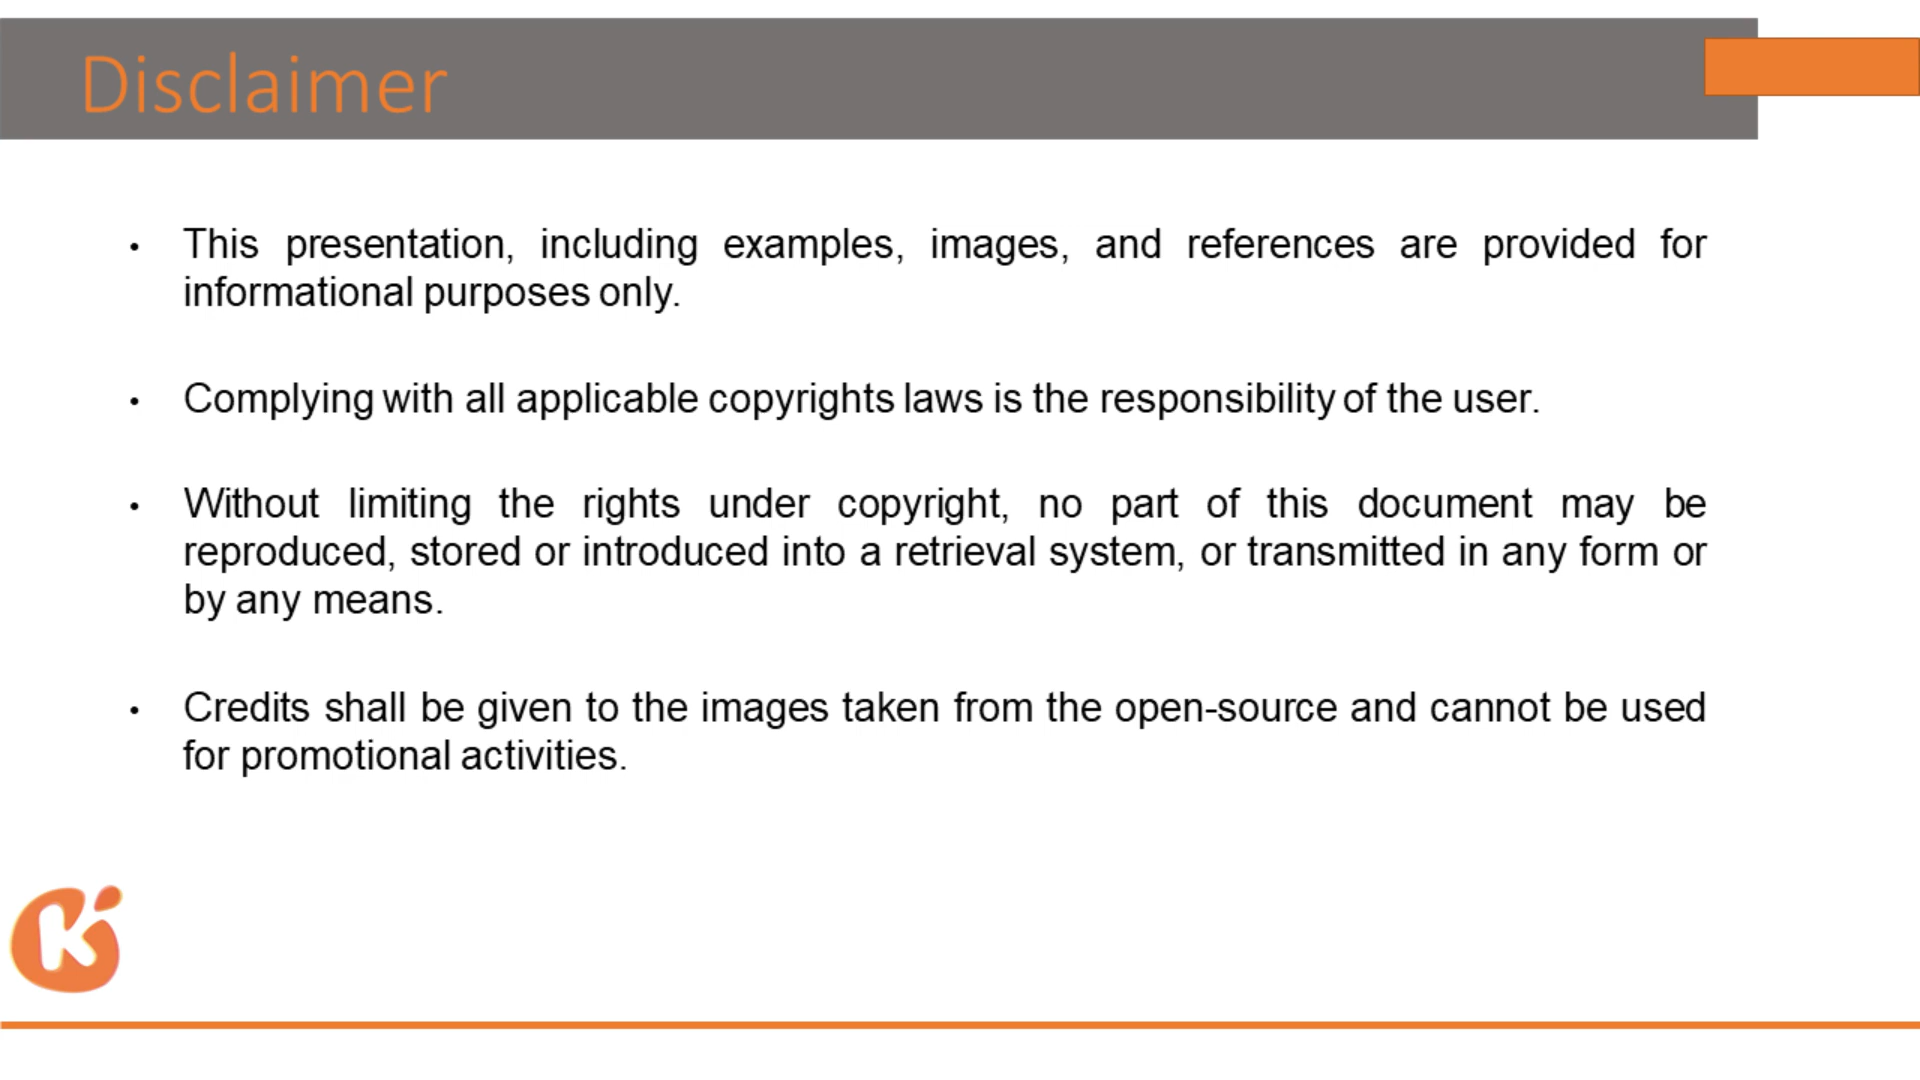 Disclaimer
• This presentation, including examples, images, and references are provided for
informational purposes only.
• Complying with all applicable copyrights laws is the responsibility of the user.
• Without limiting the rights under copyright, no part of this document may be
reproduced, stored or introduced into a retrieval system, or transmitted in any form or
by any means.
• Credits shall be given to the images taken from the open-source and cannot be used
for promotional activities.
K